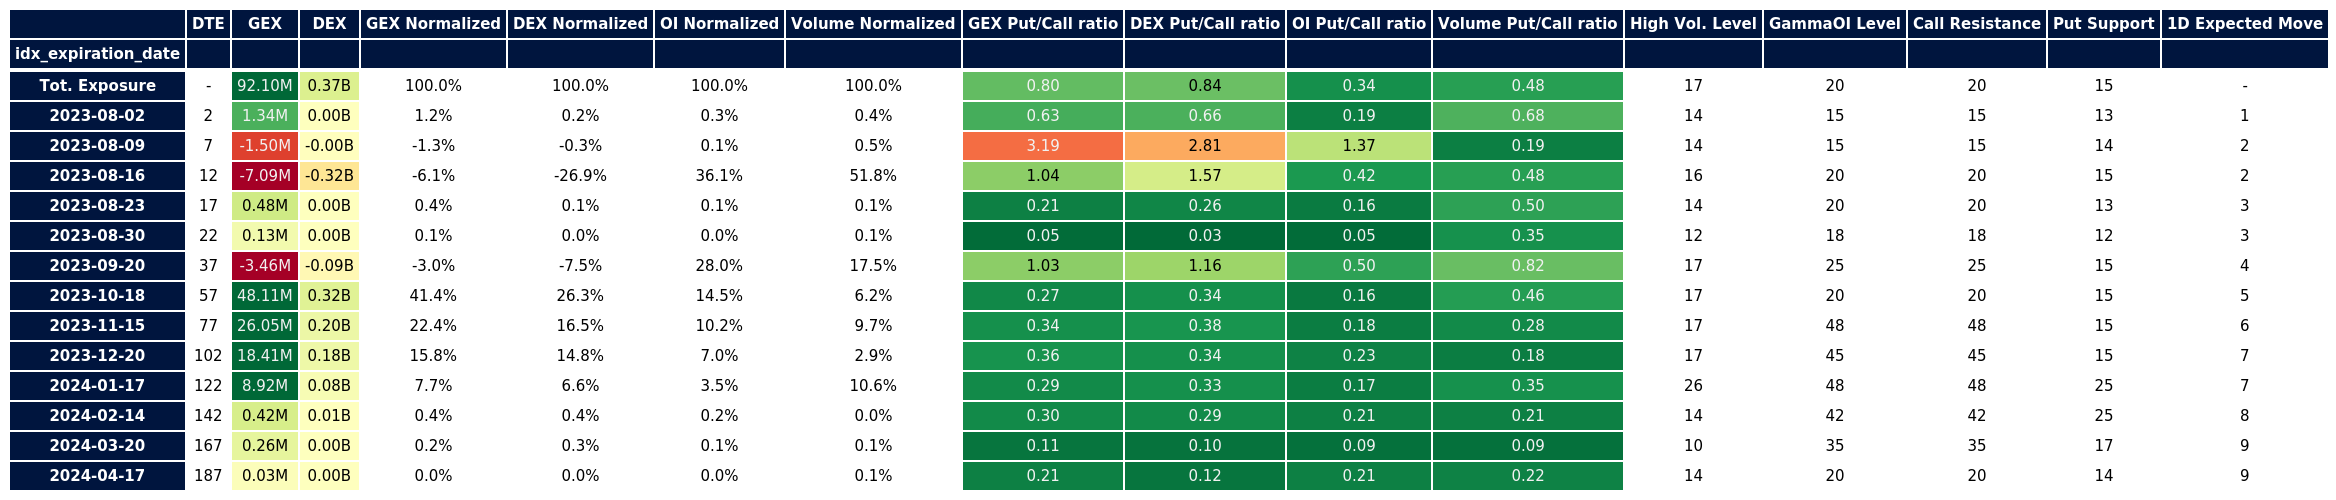 DTE GEX DEX GEX Normalized DEX Normalized OI Normalized Volume Normalized GEX Put/Call ratio DEX Put/Call ratio OI Put/Call ratio Volume Put/Call ratio High Vol. Level GammaOI Level Call Resistance Put Support 1D Expected Move
idx_expiration_date
Tot. Exposure - 92.10M 0.37B 100.0% 100.0% 100.0% 100.0% 0.80 0.84 0.34 0.48 17 20 20 15 -
2023-08-02 2 1.34M 0.00B 1.2% 0.2% 0.3% 0.4% 0.63 0.66 0.19 0.68 14 15 15 13 1
2023-08-09 7 -1.50M -0.00B -1.3% -0.3% 0.1% 0.5% 3.19 2.81 1.37 0.19 14 15 15 14 2
2023-08-16 12 -7.09M -0.32B -6.1% -26.9% 36.1% 51.8% 1.04 1.57 0.42 0.48 16 20 20 15 2
2023-08-23 17 0.48M 0.00B 0.4% 0.1% 0.1% 0.1% 0.21 0.26 0.16 0.50 14 20 20 13 3
2023-08-30 22 0.13M 0.00B 0.1% 0.0% 0.0% 0.1% 0.05 0.03 0.05 0.35 12 18 18 12 3
2023-09-20 37 -3.46M -0.09B -3.0% -7.5% 28.0% 17.5% 1.03 1.16 0.50 0.82 17 25 25 15 4
2023-10-18 57 48.11M 0.32B 41.4% 26.3% 14.5% 6.2% 0.27 0.34 0.16 0.46 17 20 20 15 5
2023-11-15 77 26.05M 0.20B 22.4% 16.5% 10.2% 9.7% 0.34 0.38 0.18 0.28 17 48 48 15 6
2023-12-20 102 18.41M 0.18B 15.8% 14.8% 7.0% 2.9% 0.36 0.34 0.23 0.18 17 45 45 15 7
2024-01-17 122 8.92M 0.08B 7.7% 6.6% 3.5% 10.6% 0.29 0.33 0.17 0.35 26 48 48 25 7
2024-02-14 142 0.42M 0.01B 0.4% 0.4% 0.2% 0.0% 0.30 0.29 0.21 0.21 14 42 42 25 8
2024-03-20 167 0.26M 0.00B 0.2% 0.3% 0.1% 0.1% 0.11 0.10 0.09 0.09 10 35 35 17 9
2024-04-17 187 0.03M 0.00B 0.0% 0.0% 0.0% 0.1% 0.21 0.12 0.21 0.22 14 20 20 14 9